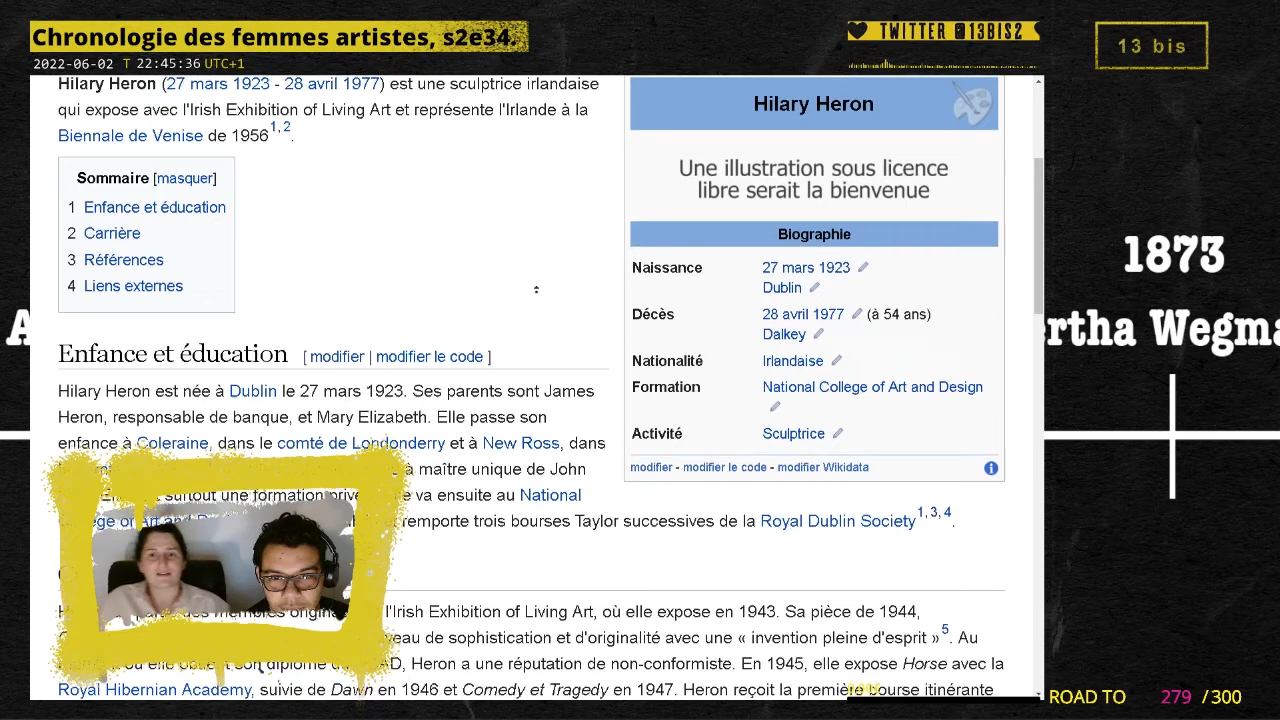 Chronologie des femmes artistes, s2e34.
2022-06-02 T 22:45:36 UTC+1
TWITTER @13BIS2
13 bis
Hilary Heron (27 mars 1923 - 28 avril 1977) est une sculptrice irlandaise
qui expose avec l'Irish Exhibition of Living Art et représente l'Irlande à la
Biennale de Venise de 1956 1, 2.
Sommaire [masquer]
1 Enfance et éducation
2 Carrière
3 Références
4 Liens externes
Hilary Heron
Une illustration sous licence
libre serait la bienvenue
Biographie
Naissance 27 mars 1923
Dublin
Décès 28 avril 1977 (à 54 ans)
Dalkey
Nationalité Irlandaise
Formation National College of Art and Design
Activité Sculptrice
modifier - modifier le code - modifier Wikidata
Enfance et éducation [ modifier | modifier le code ]
Hilary Heron est née à Dublin le 27 mars 1923. Ses parents sont James
Heron, responsable de banque, et Mary Elizabeth. Elle passe son
enfance à Coleraine, dans le comté de Londonderry et à New Ross, dans
à maître unique de John
surtout une formation va ensuite au National
remporte trois bourses Taylor successives de la Royal Dublin Society 1, 3, 4.
l'Irish Exhibition of Living Art, où elle expose en 1943. Sa pièce de 1944,
de sophistication et d'originalité avec une « invention pleine d'esprit » 5. Au
son diplôme Heron a une réputation de non-conformiste. En 1945, elle expose Horse avec la
Royal Hibernian Academy, suivie de Dawn en 1946 et Comedy et Tragedy en 1947. Heron reçoit la première bourse itinérante
1873
rtha Wegma
ROAD TO 279 / 300